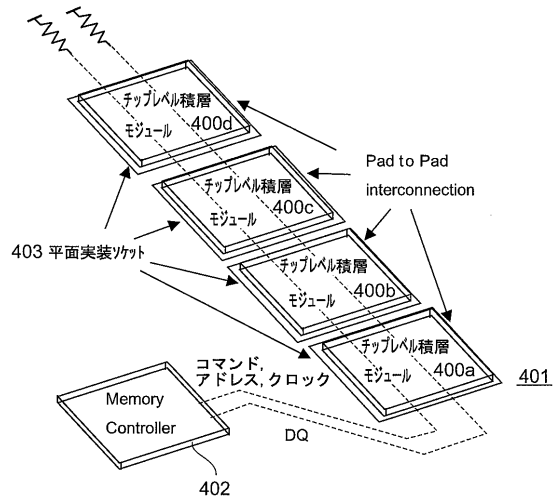 チップレベル積層
モジュール 400d
チップレベル積層
モジュール 400c
Pad to Pad
interconnection
403 平面実装ソケット
チップレベル積層
モジュール 400b
チップレベル積層
モジュール 400a
401
コマンド,
アドレス, クロック
Memory
Controller
DQ
402